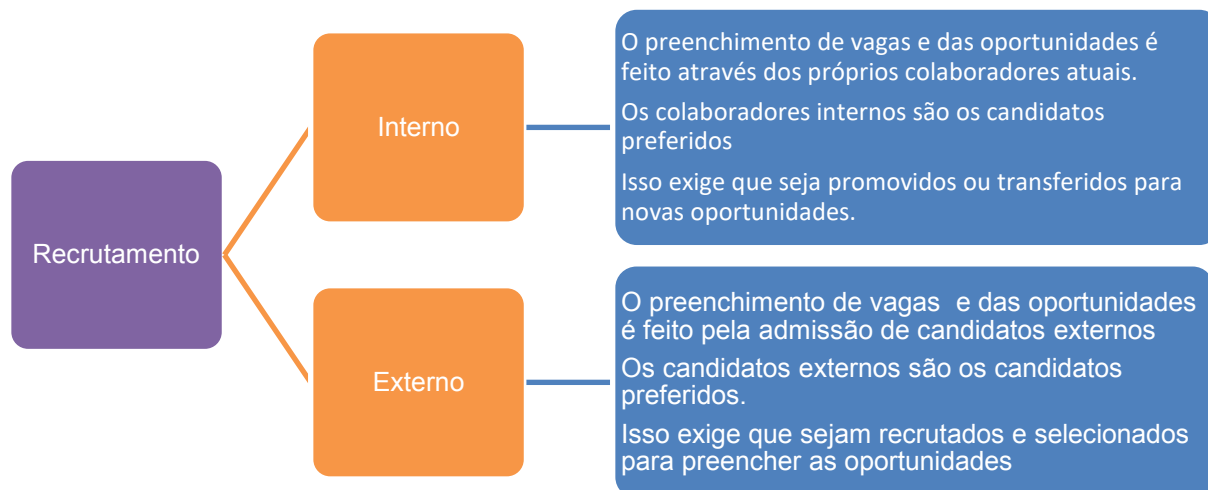 Recrutamento
Interno
O preenchimento de vagas e das oportunidades é
feito através dos próprios colaboradores atuais.
Os colaboradores internos são os candidatos
preferidos
Isso exige que seja promovidos ou transferidos para
novas oportunidades.
Externo
O preenchimento de vagas e das oportunidades
é feito pela admissão de candidatos externos
Os candidatos externos são os candidatos
preferidos.
Isso exige que sejam recrutados e selecionados
para preencher as oportunidades